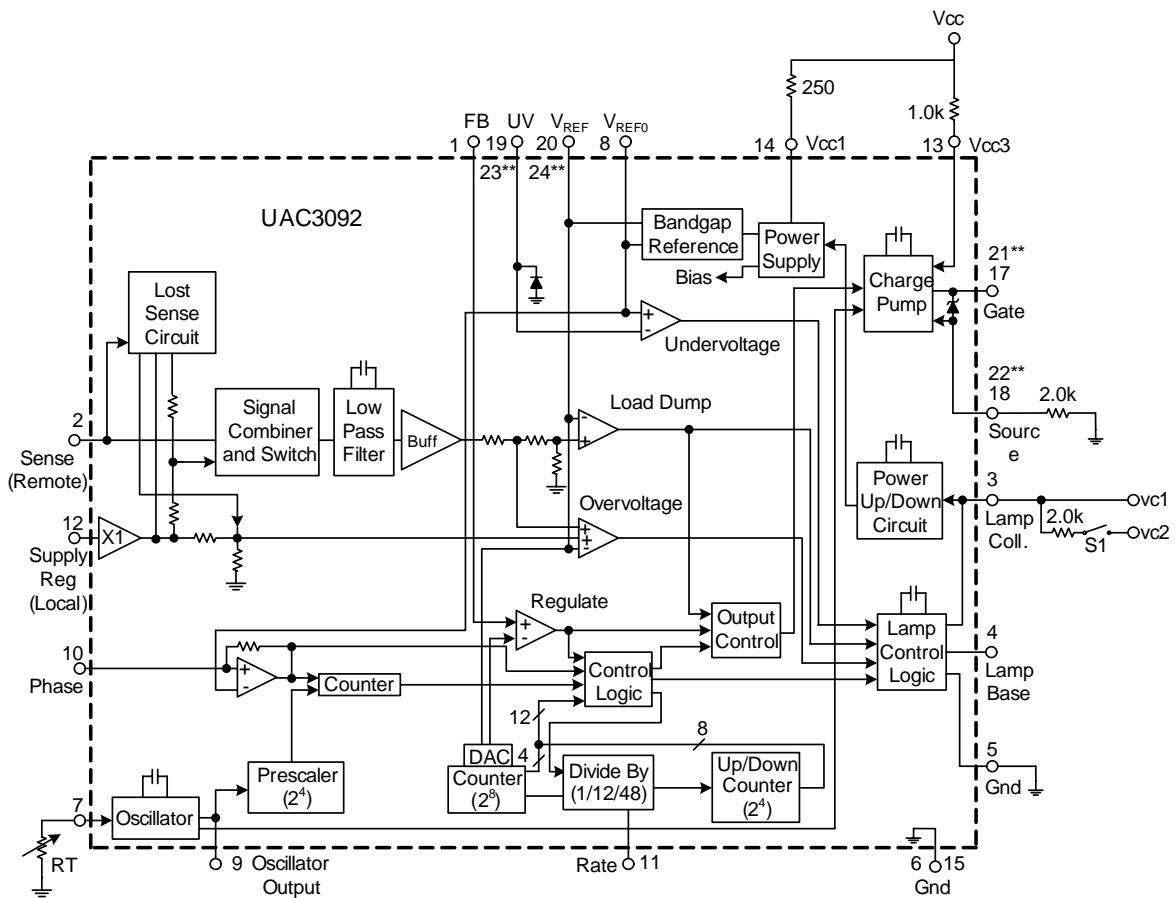 Vcc
250
1.0k
FB
UV
VREF
VREF0
1
19
20
8
14
Vcc1
13
Vcc3
23**
24**
UAC3092
Bandgap
Reference
Power
Supply
Bias
Charge
Pump
21**
17
Gate
Lost
Sense
Circuit
+
-
Undervoltage
22**
18
2.0k
Sourc
e
2
Sense
(Remote)
Signal
Combiner
and Switch
Low
Pass
Filter
Buff
Load Dump
-
+
Power
Up/Down
Circuit
3
Lamp
Coll.
vc1
2.0k
S1
vc2
12
Supply
Reg
(Local)
X1
Overvoltage
+
+
-
Regulate
+
-
Output
Control
Lamp
Control
Logic
4
Lamp
Base
10
Phase
+
-
Counter
Control
Logic
12
8
5
Gnd
DAC
4
Counter
(2⁸)
Divide By
(1/12/48)
Up/Down
Counter
(2⁴)
Prescaler
(2⁴)
7
Oscillator
RT
9 Oscillator
Output
Rate
11
6
15
Gnd